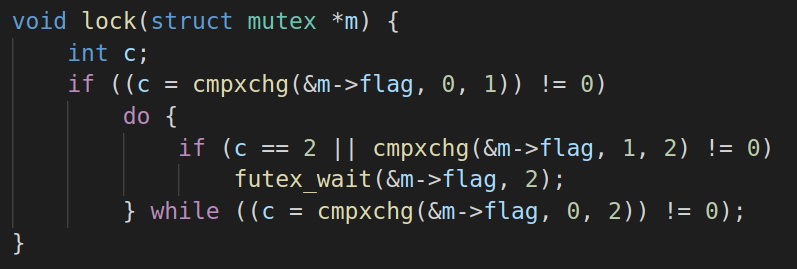 void lock(struct mutex *m) {
    int c;
    if ((c = cmpxchg(&m->flag, 0, 1)) != 0)
        do {
            if (c == 2 || cmpxchg(&m->flag, 1, 2) != 0)
                futex_wait(&m->flag, 2);
        } while ((c = cmpxchg(&m->flag, 0, 2)) != 0);
}